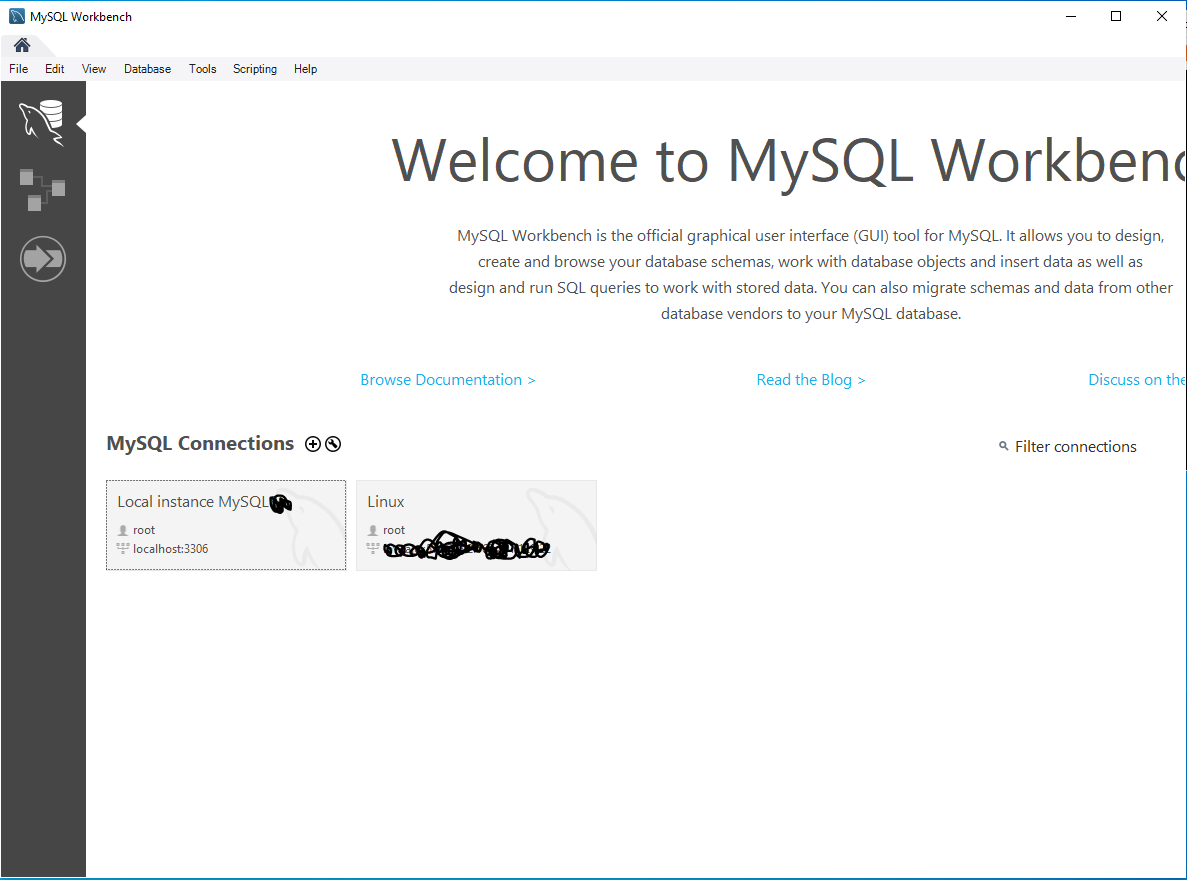 MySQL Workbench
File Edit View Database Tools Scripting Help
Welcome to MySQL Workbenc
MySQL Workbench is the official graphical user interface (GUI) tool for MySQL. It allows you to design,
create and browse your database schemas, work with database objects and insert data as well as
design and run SQL queries to work with stored data. You can also migrate schemas and data from other
database vendors to your MySQL database.
Browse Documentation > Read the Blog > Discuss on the
MySQL Connections Filter connections
Local instance MySQL
root
localhost:3306
Linux
root